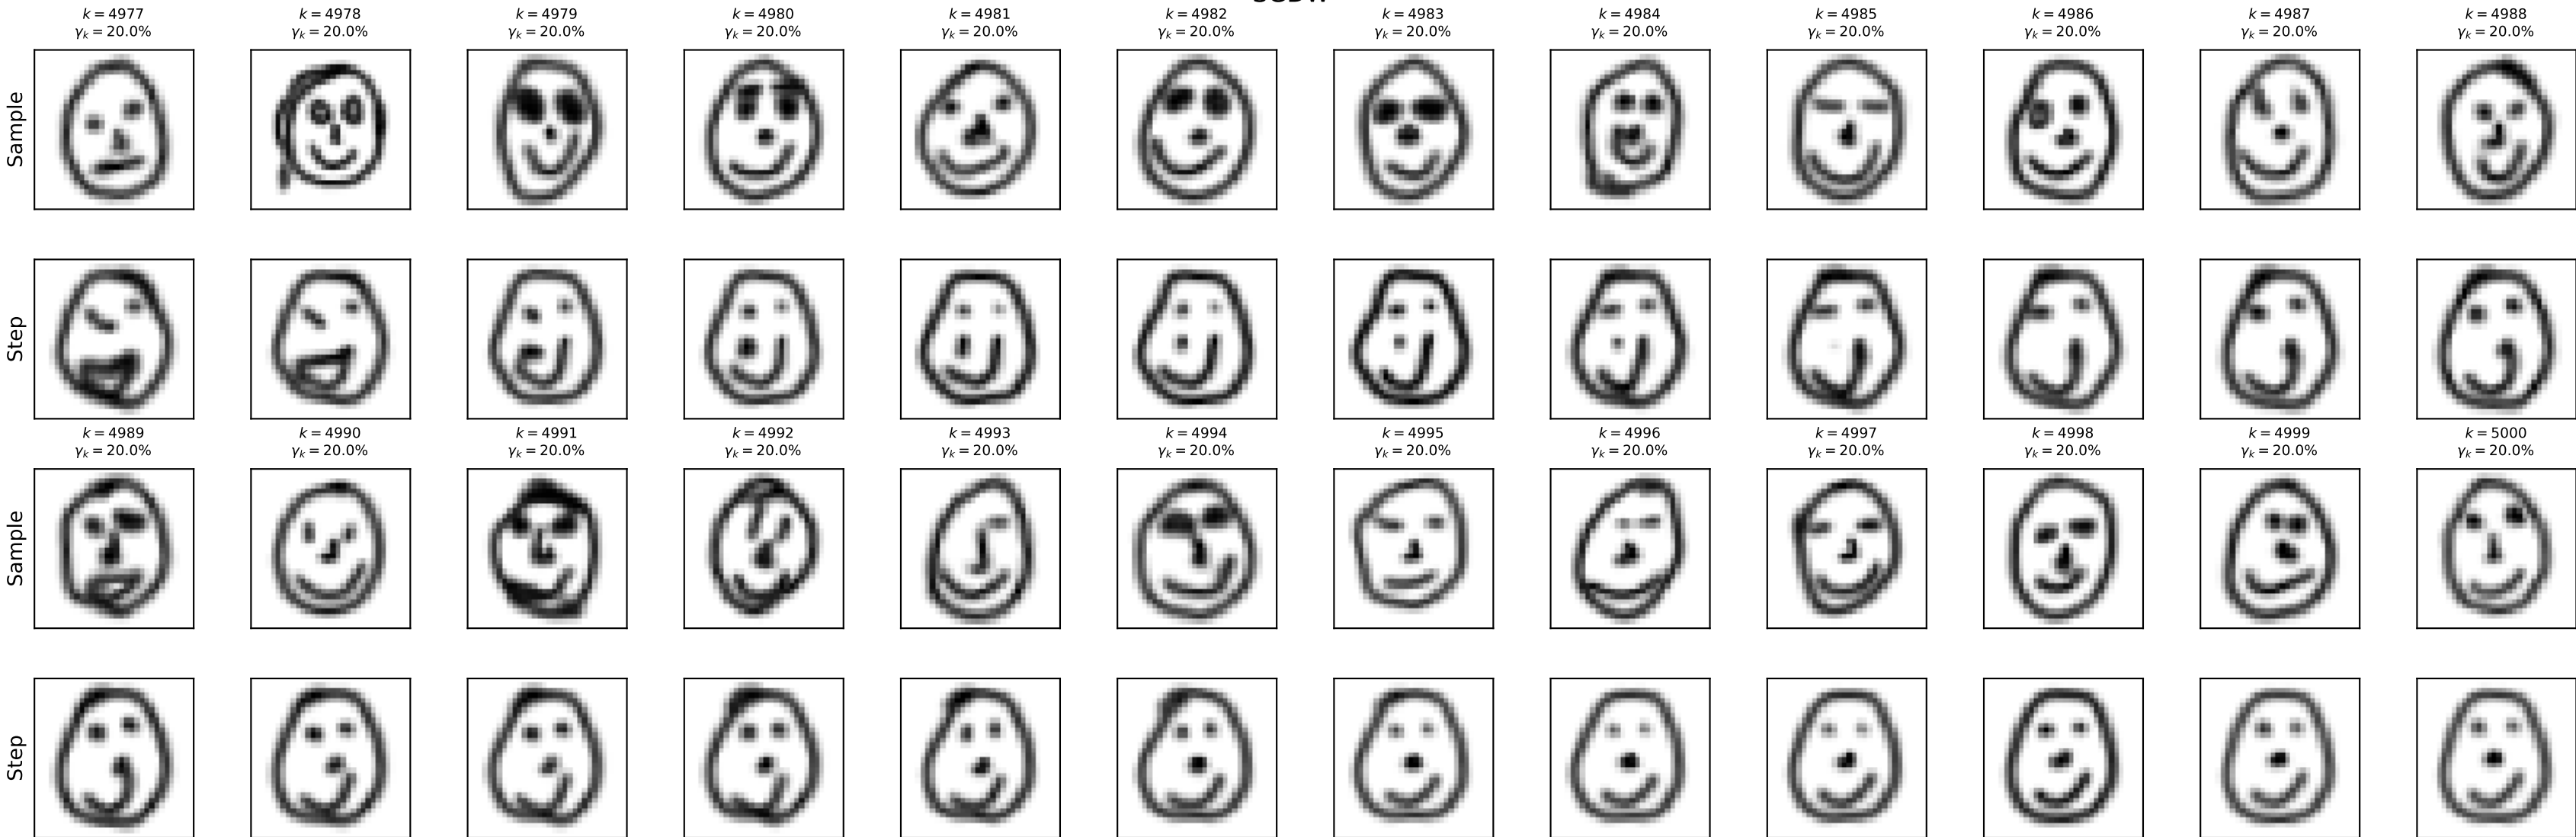 k = 4977 k = 4978 k = 4979 k = 4980 k = 4981 k = 4982 k = 4983 k = 4984 k = 4985 k = 4986 k = 4987 k = 4988
γk = 20.0% γk = 20.0% γk = 20.0% γk = 20.0% γk = 20.0% γk = 20.0% γk = 20.0% γk = 20.0% γk = 20.0% γk = 20.0% γk = 20.0% γk = 20.0%
Sample
Step
k = 4989 k = 4990 k = 4991 k = 4992 k = 4993 k = 4994 k = 4995 k = 4996 k = 4997 k = 4998 k = 4999 k = 5000
γk = 20.0% γk = 20.0% γk = 20.0% γk = 20.0% γk = 20.0% γk = 20.0% γk = 20.0% γk = 20.0% γk = 20.0% γk = 20.0% γk = 20.0% γk = 20.0%
Sample
Step